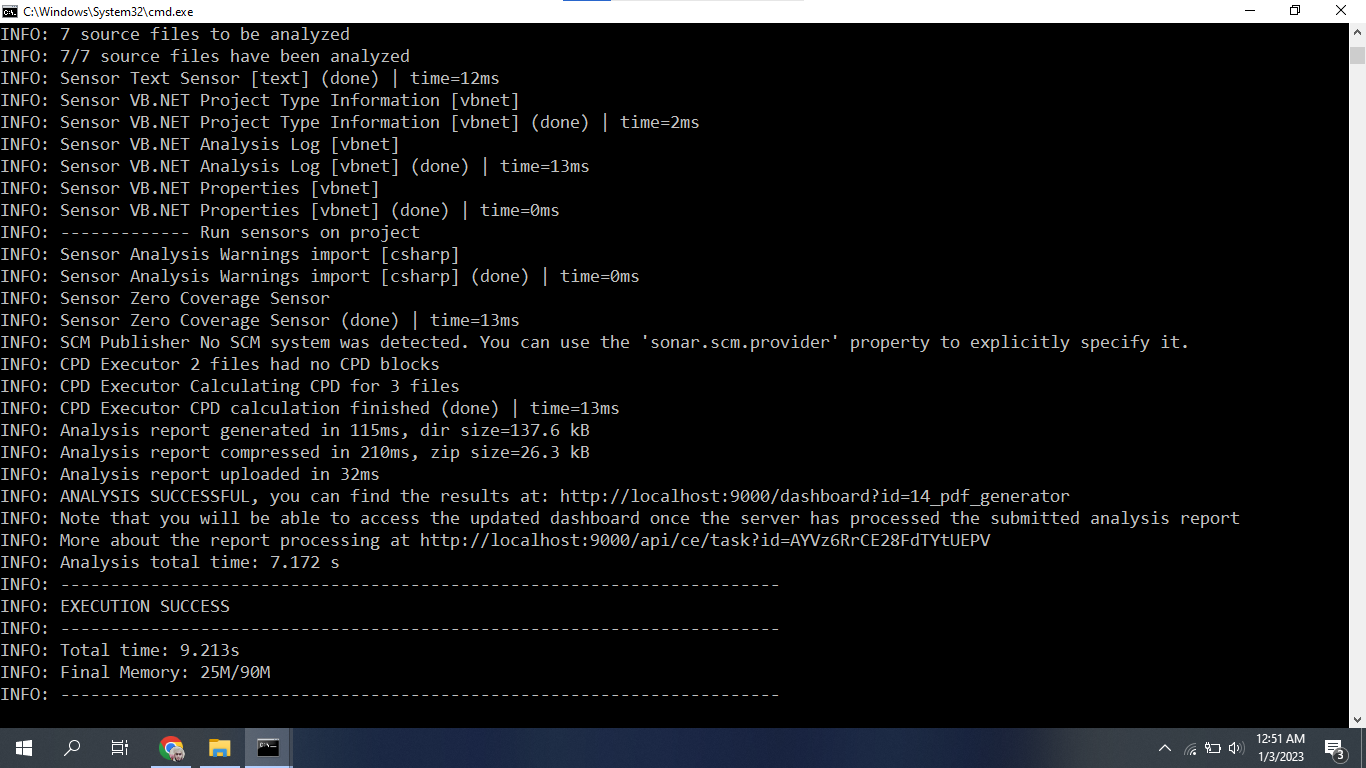 C:\Windows\System32\cmd.exe
INFO: 7 source files to be analyzed
INFO: 7/7 source files have been analyzed
INFO: Sensor Text Sensor [text] (done) | time=12ms
INFO: Sensor VB.NET Project Type Information [vbnet]
INFO: Sensor VB.NET Project Type Information [vbnet] (done) | time=2ms
INFO: Sensor VB.NET Analysis Log [vbnet]
INFO: Sensor VB.NET Analysis Log [vbnet] (done) | time=13ms
INFO: Sensor VB.NET Properties [vbnet]
INFO: Sensor VB.NET Properties [vbnet] (done) | time=0ms
INFO: ------------- Run sensors on project
INFO: Sensor Analysis Warnings import [csharp]
INFO: Sensor Analysis Warnings import [csharp] (done) | time=0ms
INFO: Sensor Zero Coverage Sensor
INFO: Sensor Zero Coverage Sensor (done) | time=13ms
INFO: SCM Publisher No SCM system was detected. You can use the 'sonar.scm.provider' property to explicitly specify it.
INFO: CPD Executor 2 files had no CPD blocks
INFO: CPD Executor Calculating CPD for 3 files
INFO: CPD Executor CPD calculation finished (done) | time=13ms
INFO: Analysis report generated in 115ms, dir size=137.6 kB
INFO: Analysis report compressed in 210ms, zip size=26.3 kB
INFO: Analysis report uploaded in 32ms
INFO: ANALYSIS SUCCESSFUL, you can find the results at: http://localhost:9000/dashboard?id=14_pdf_generator
INFO: Note that you will be able to access the updated dashboard once the server has processed the submitted analysis report
INFO: More about the report processing at http://localhost:9000/api/ce/task?id=AYVz6RrCE28FdTYtUEPV
INFO: Analysis total time: 7.172 s
INFO: ------------------------------------------------------------------------
INFO: EXECUTION SUCCESS
INFO: ------------------------------------------------------------------------
INFO: Total time: 9.213s
INFO: Final Memory: 25M/90M
INFO: ------------------------------------------------------------------------
12:51 AM
1/3/2023
3